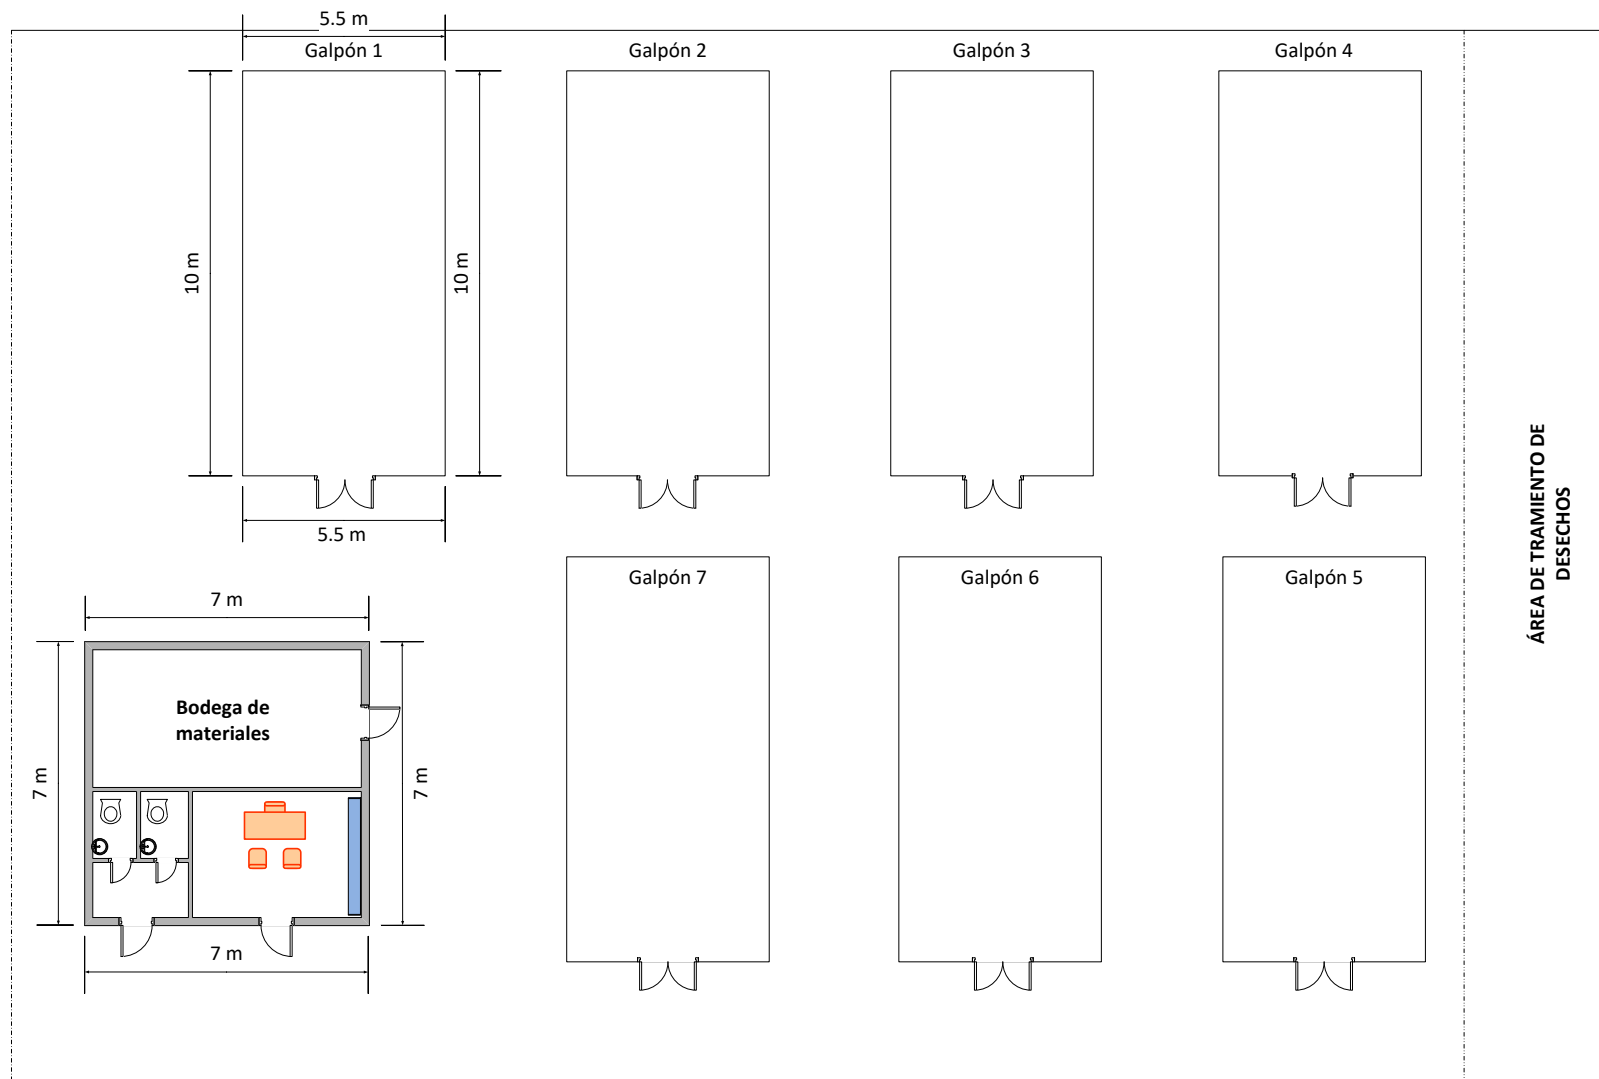 5.5 m
Galpón 1
Galpón 2
Galpón 3
Galpón 4
10 m
10 m
5.5 m
Galpón 7
Galpón 6
Galpón 5
ÁREA DE TRAMIENTO DE
DESECHOS
7 m
Bodega de
materiales
7 m
7 m
7 m